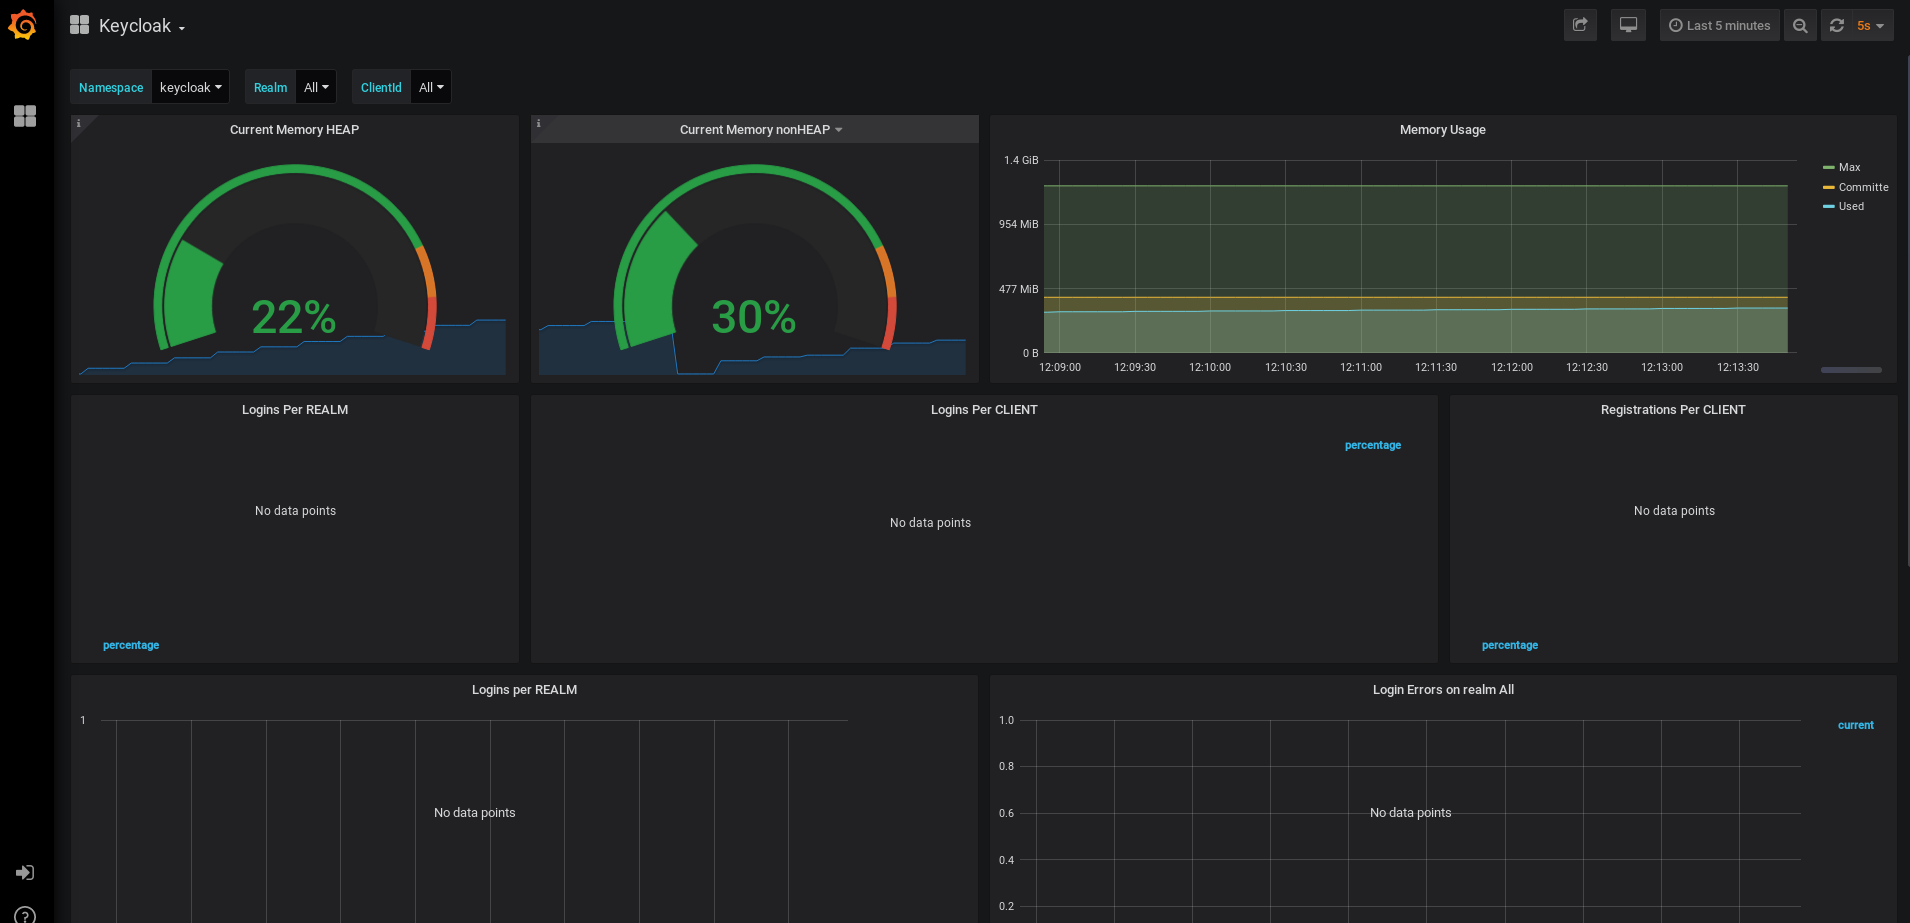 Keycloak
Last 5 minutes
5s
Namespace keycloak
Realm All
ClientId All
Current Memory HEAP
22%
Current Memory nonHEAP
30%
Memory Usage
1.4 GiB
954 MiB
477 MiB
0 B
12:09:00 12:09:30 12:10:00 12:10:30 12:11:00 12:11:30 12:12:00 12:12:30 12:13:00 12:13:30
Max
Committe
Used
Logins Per REALM
No data points
percentage
Logins Per CLIENT
percentage
No data points
Registrations Per CLIENT
No data points
percentage
Logins per REALM
1
No data points
Login Errors on realm All
1.0
0.8
0.6
0.4
0.2
No data points
current